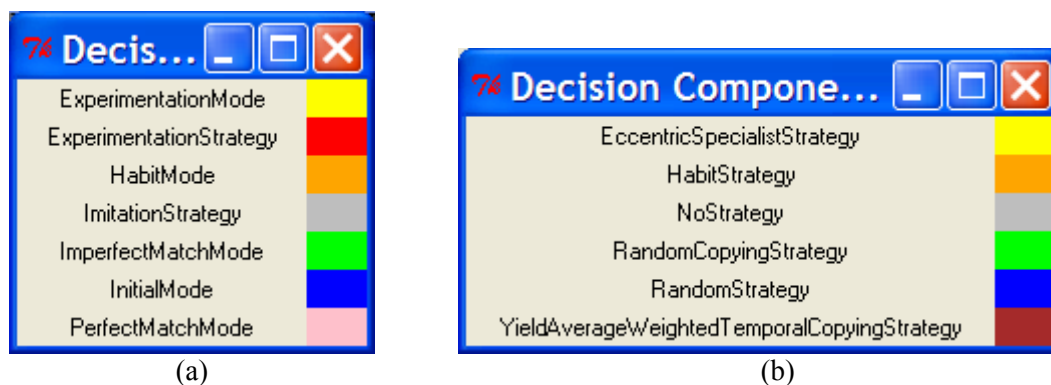 Decis...
ExperimentationMode
ExperimentationStrategy
HabitMode
ImitationStrategy
ImperfectMatchMode
InitialMode
PerfectMatchMode
(a)
Decision Compone...
EccentricSpecialistStrategy
HabitStrategy
NoStrategy
RandomCopyingStrategy
RandomStrategy
YieldAverageWeightedTemporalCopyingStrategy
(b)